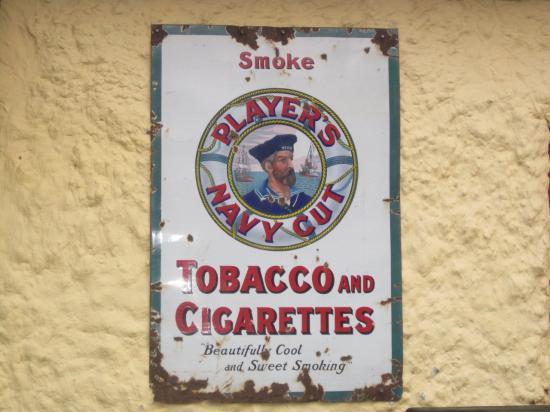 Smoke
PLAYER'S
NAVY CUT
TOBACCO AND
CIGARETTES
"Beautifully Cool
and Sweet Smoking"